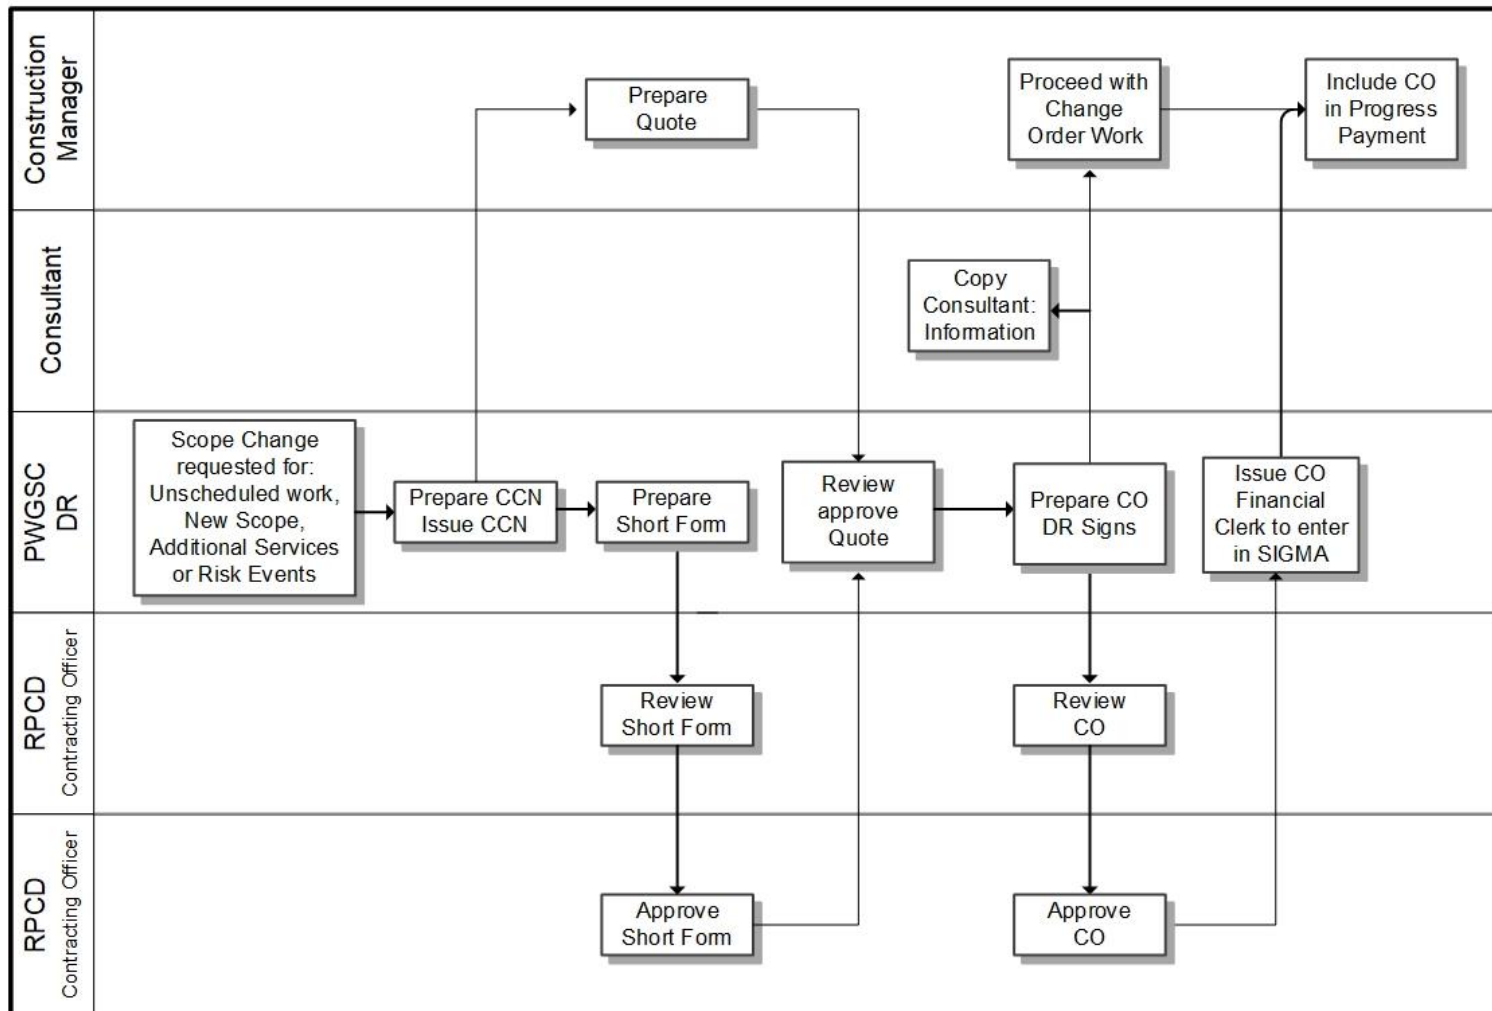 Construction
Manager
Prepare
Quote
Proceed with
Change
Order Work
Include CO
in Progress
Payment
Consultant
Copy
Consultant:
Information
PWGSC
DR
Scope Change
requested for:
Unscheduled work,
New Scope,
Additional Services
or Risk Events
Prepare CCN
Issue CCN
Prepare
Short Form
Review
approve
Quote
Prepare CO
DR Signs
Issue CO
Financial
Clerk to enter
in SIGMA
RPCD
Contracting Officer
Review
Short Form
Review
CO
RPCD
Contracting Officer
Approve
Short Form
Approve
CO